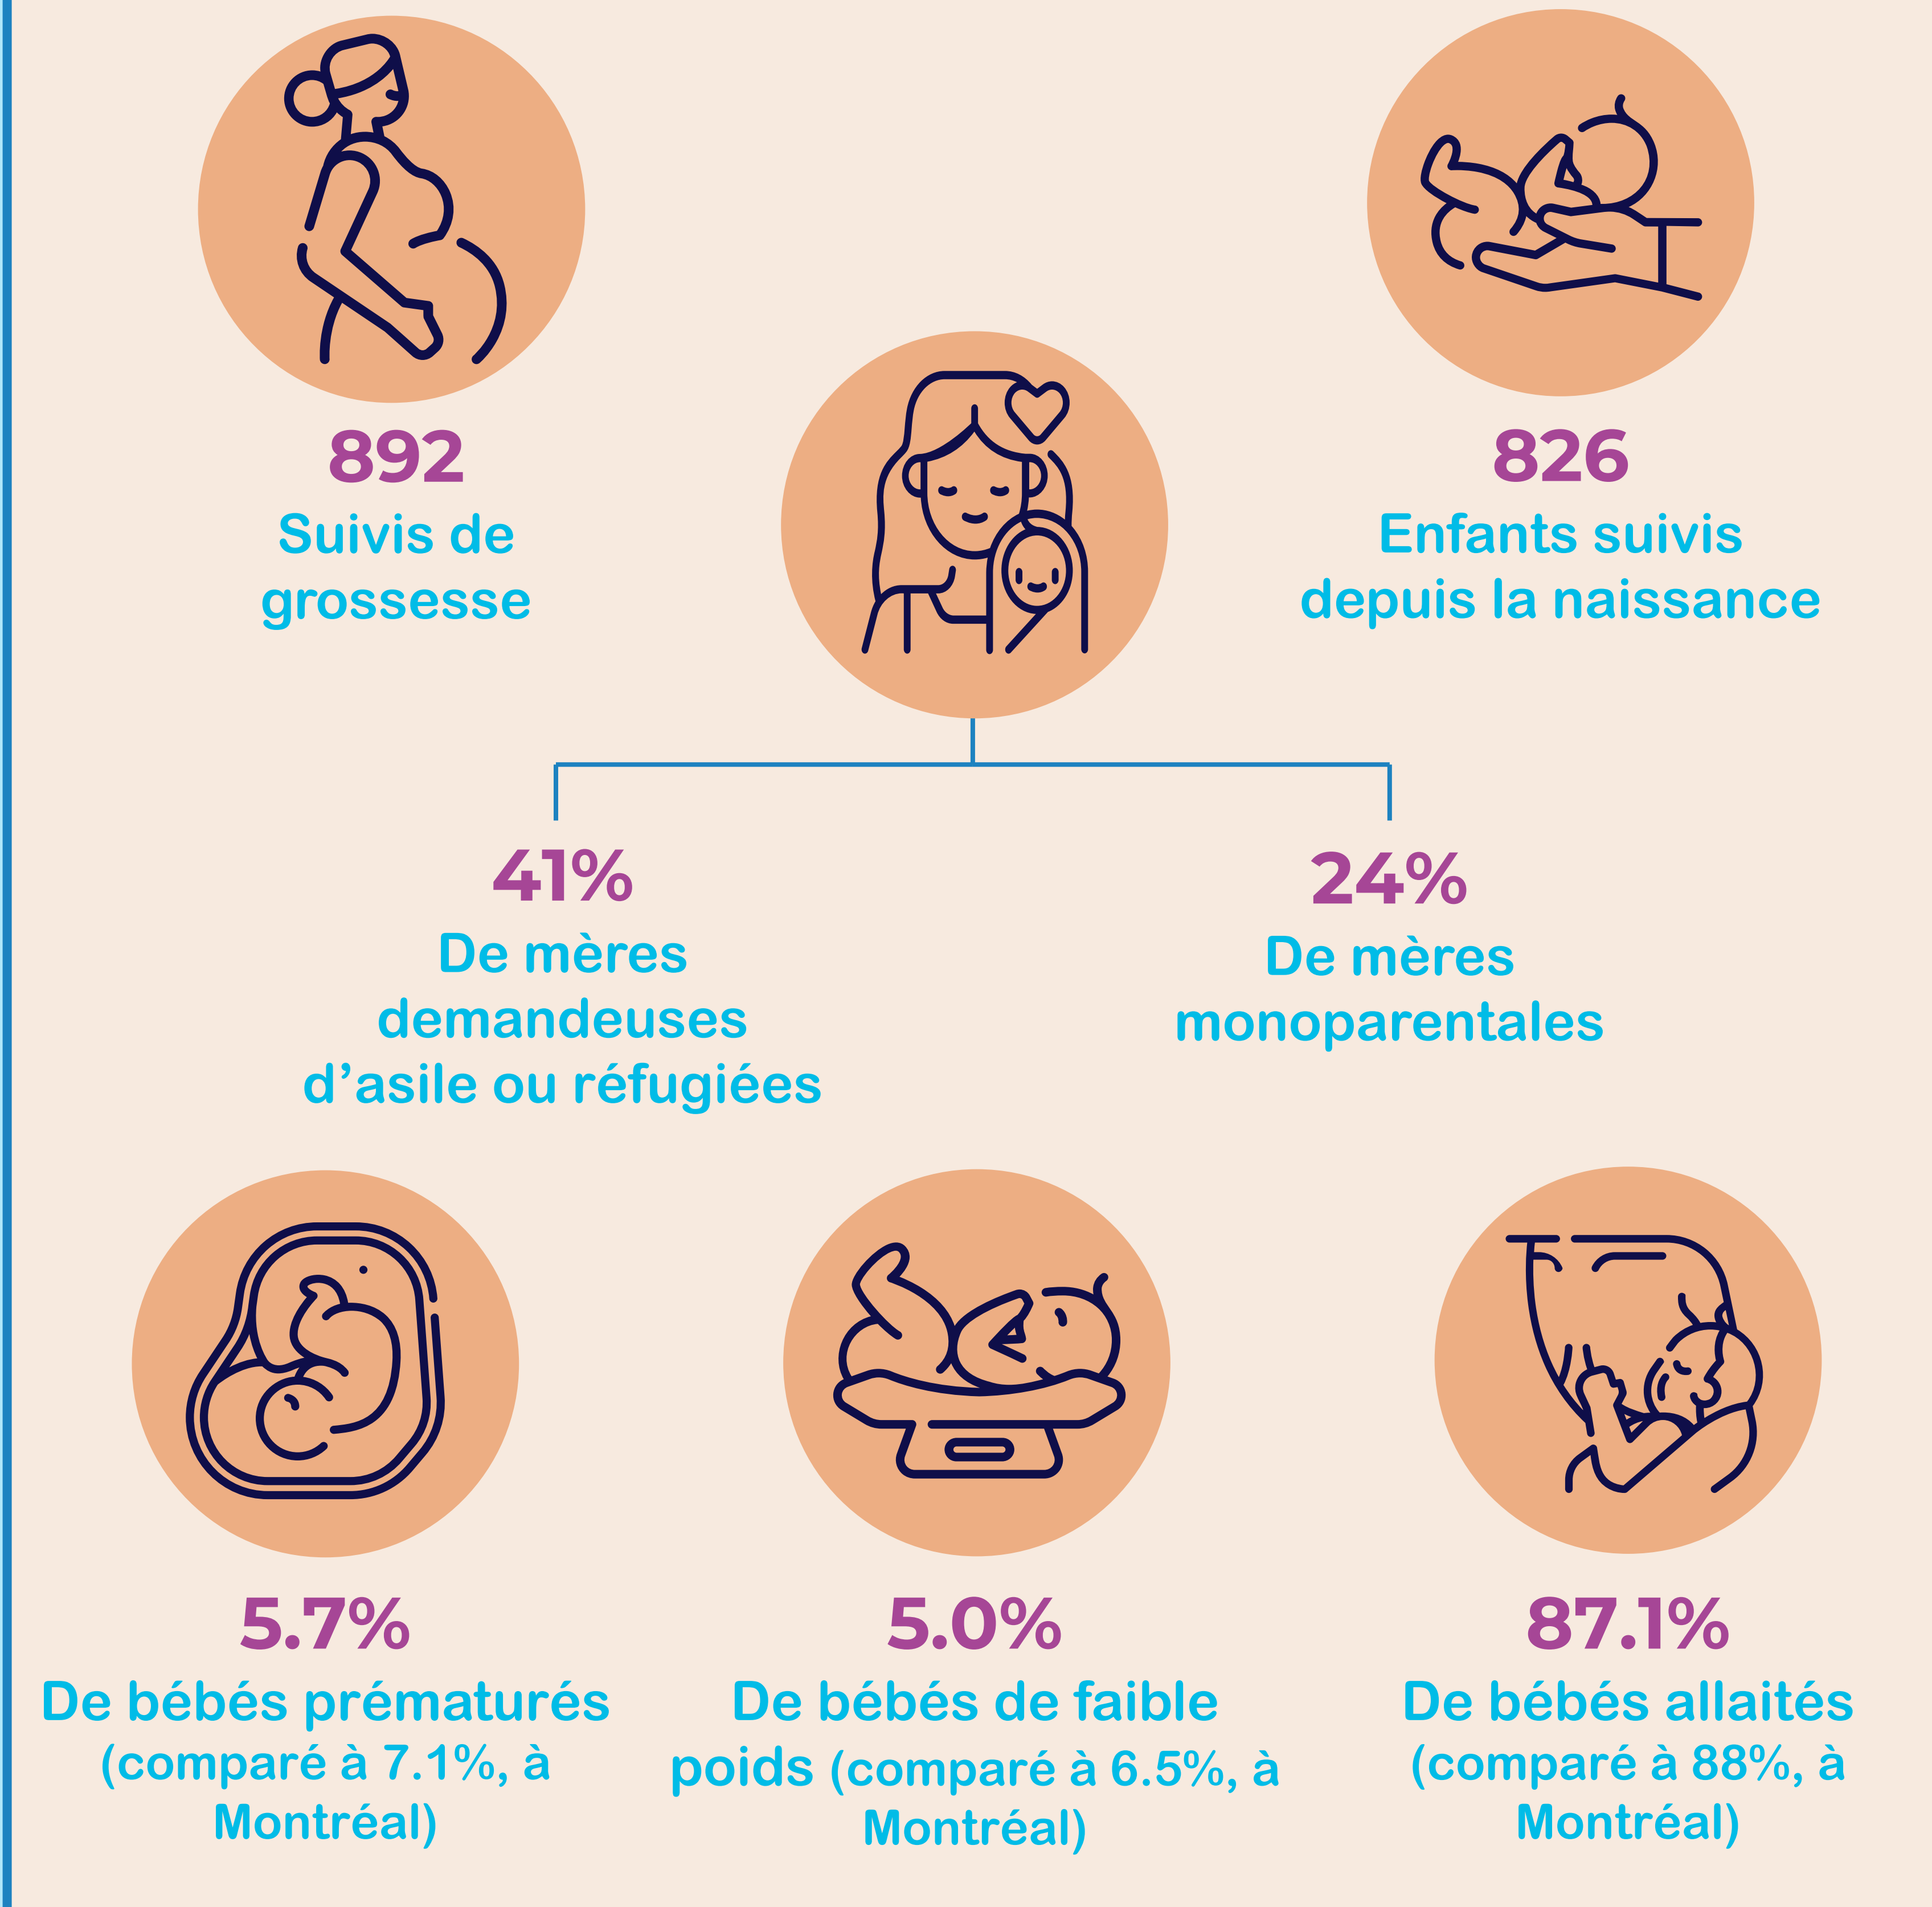 892
Suivis de
grossesse
826
Enfants suivis
depuis la naissance
41%
De mères
demandeuses
d’asile ou réfugiées
24%
De mères
monoparentales
5.7%
De bébés prématurés
(comparé à 7.1%, à
Montréal)
5.0%
De bébés de faible
poids (comparé à 6.5%, à
Montréal)
87.1%
De bébés allaités
(comparé à 88%, à
Montréal)